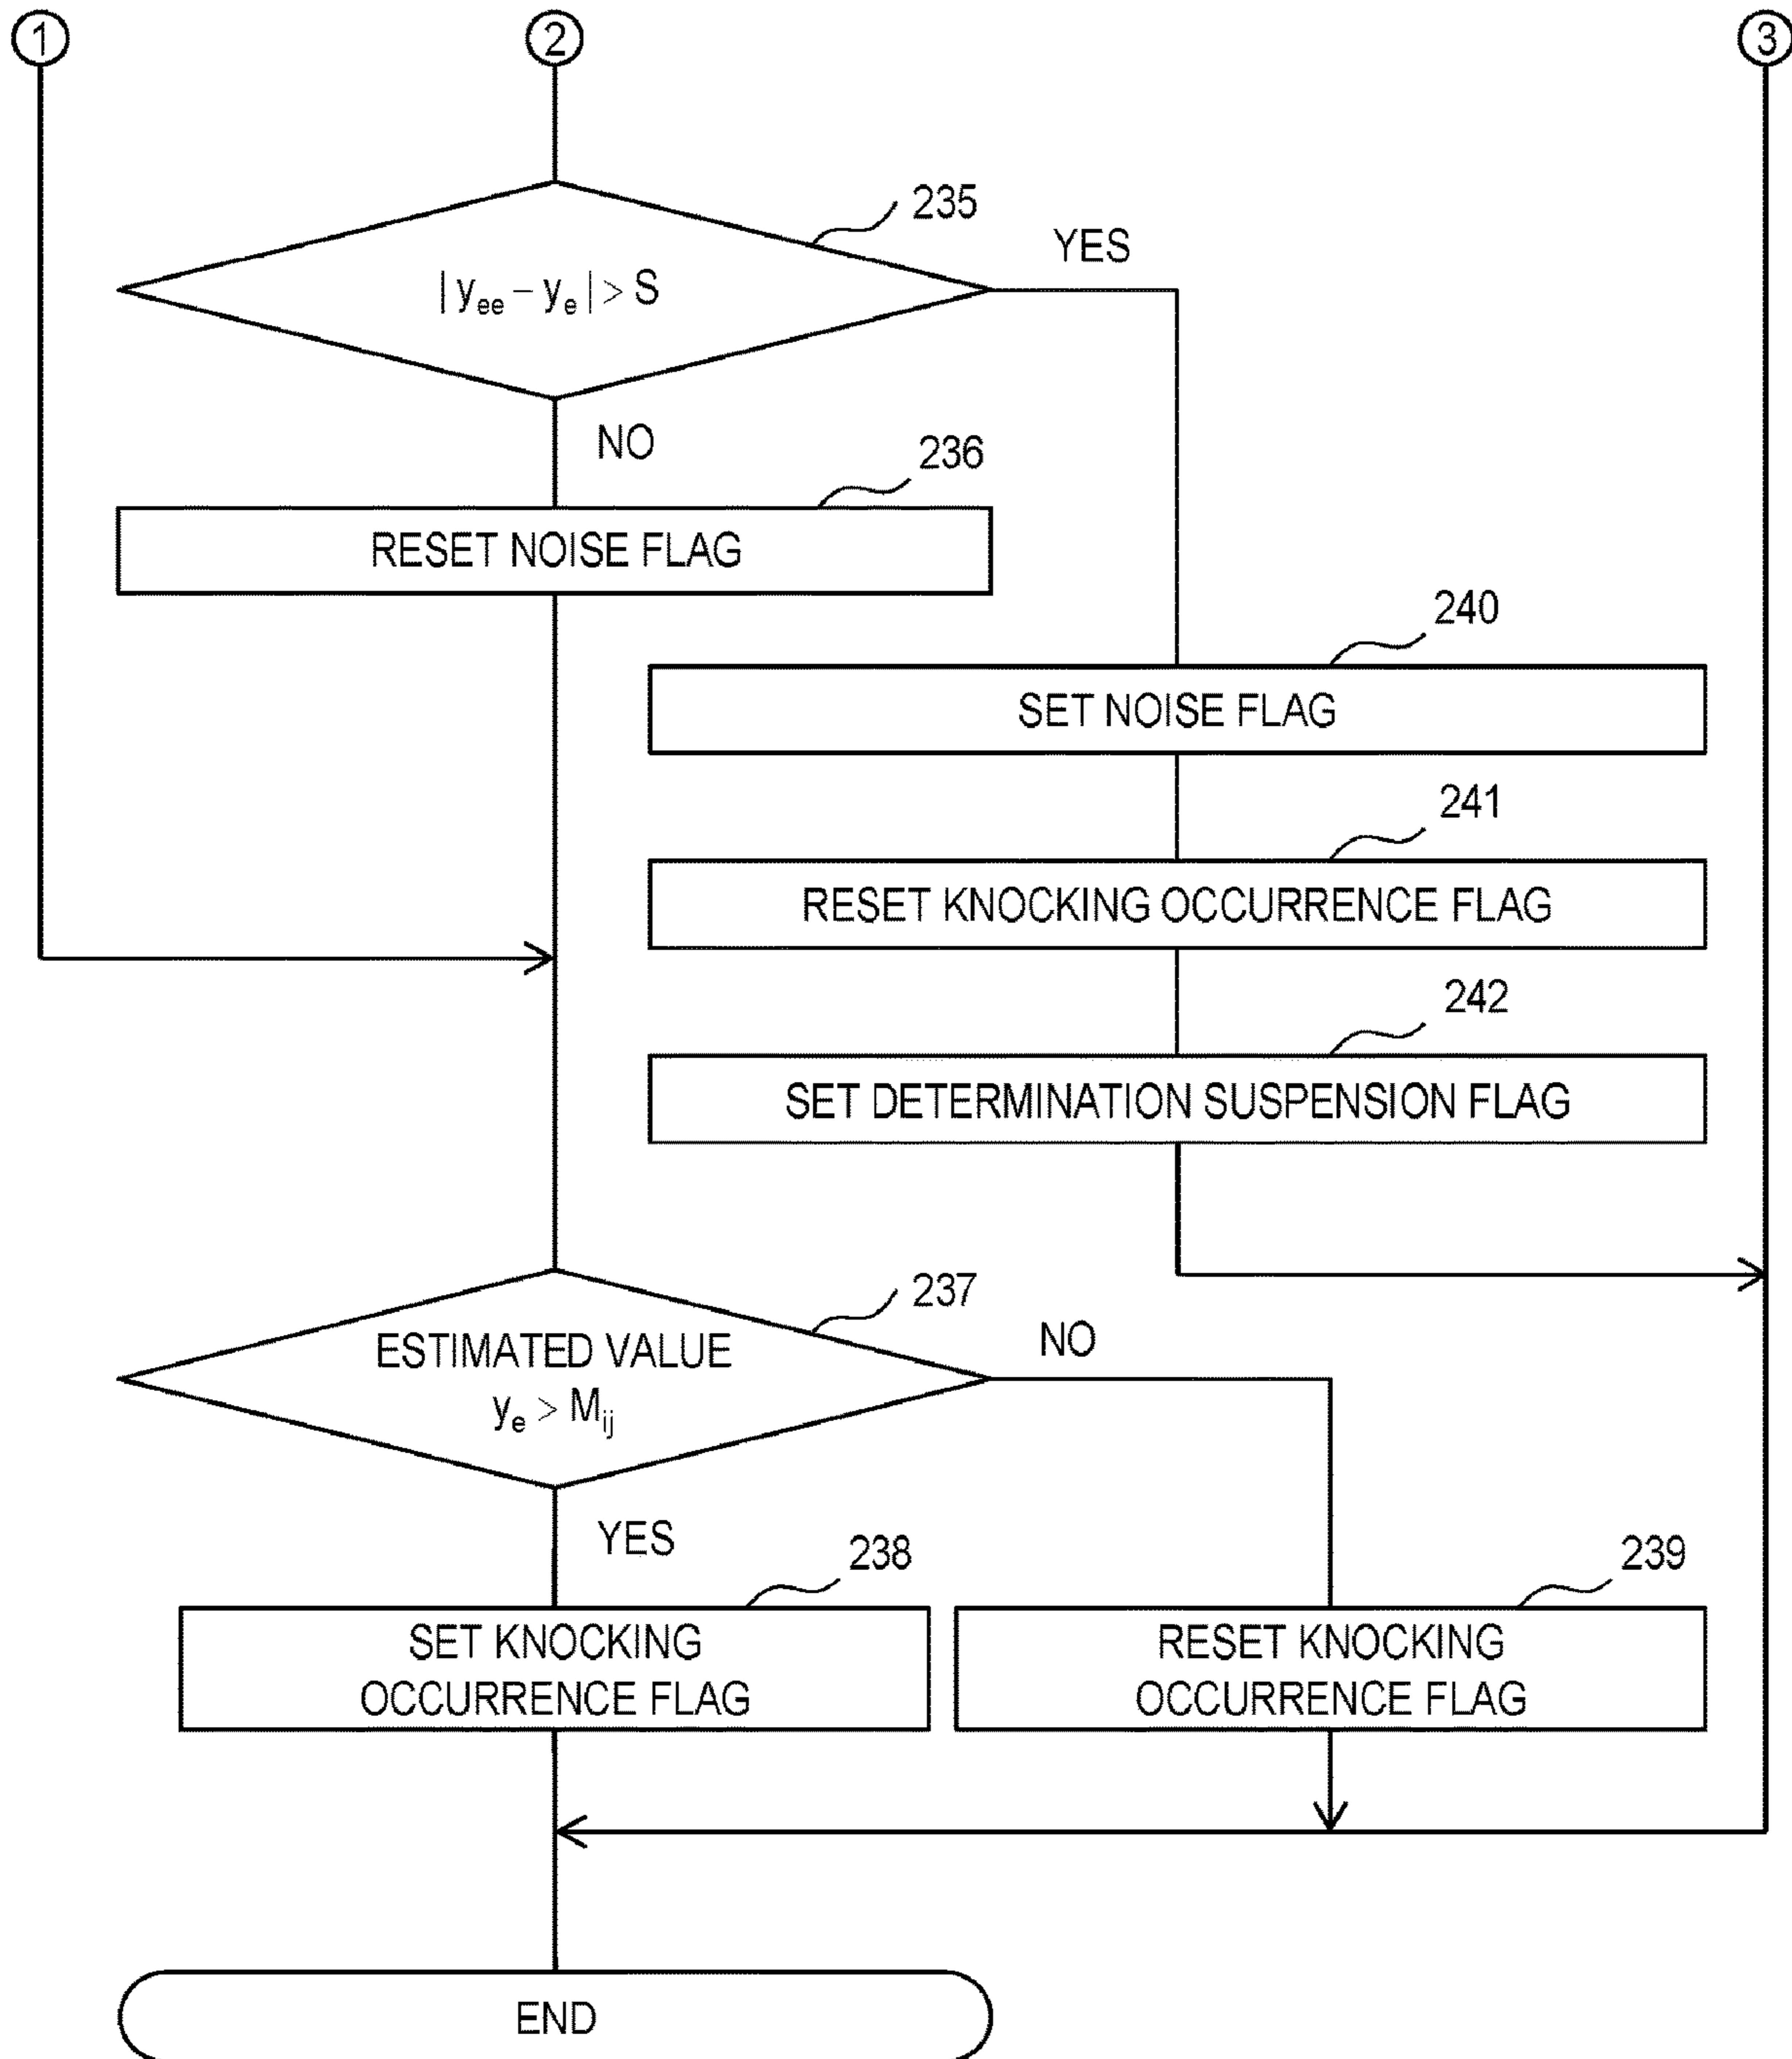 1
2
3
235
YES
| yee − ye | > S
NO
236
RESET NOISE FLAG
240
SET NOISE FLAG
241
RESET KNOCKING OCCURRENCE FLAG
242
SET DETERMINATION SUSPENSION FLAG
237
NO
ESTIMATED VALUE
ye > Mij
YES
238
239
SET KNOCKING
OCCURRENCE FLAG
RESET KNOCKING
OCCURRENCE FLAG
END